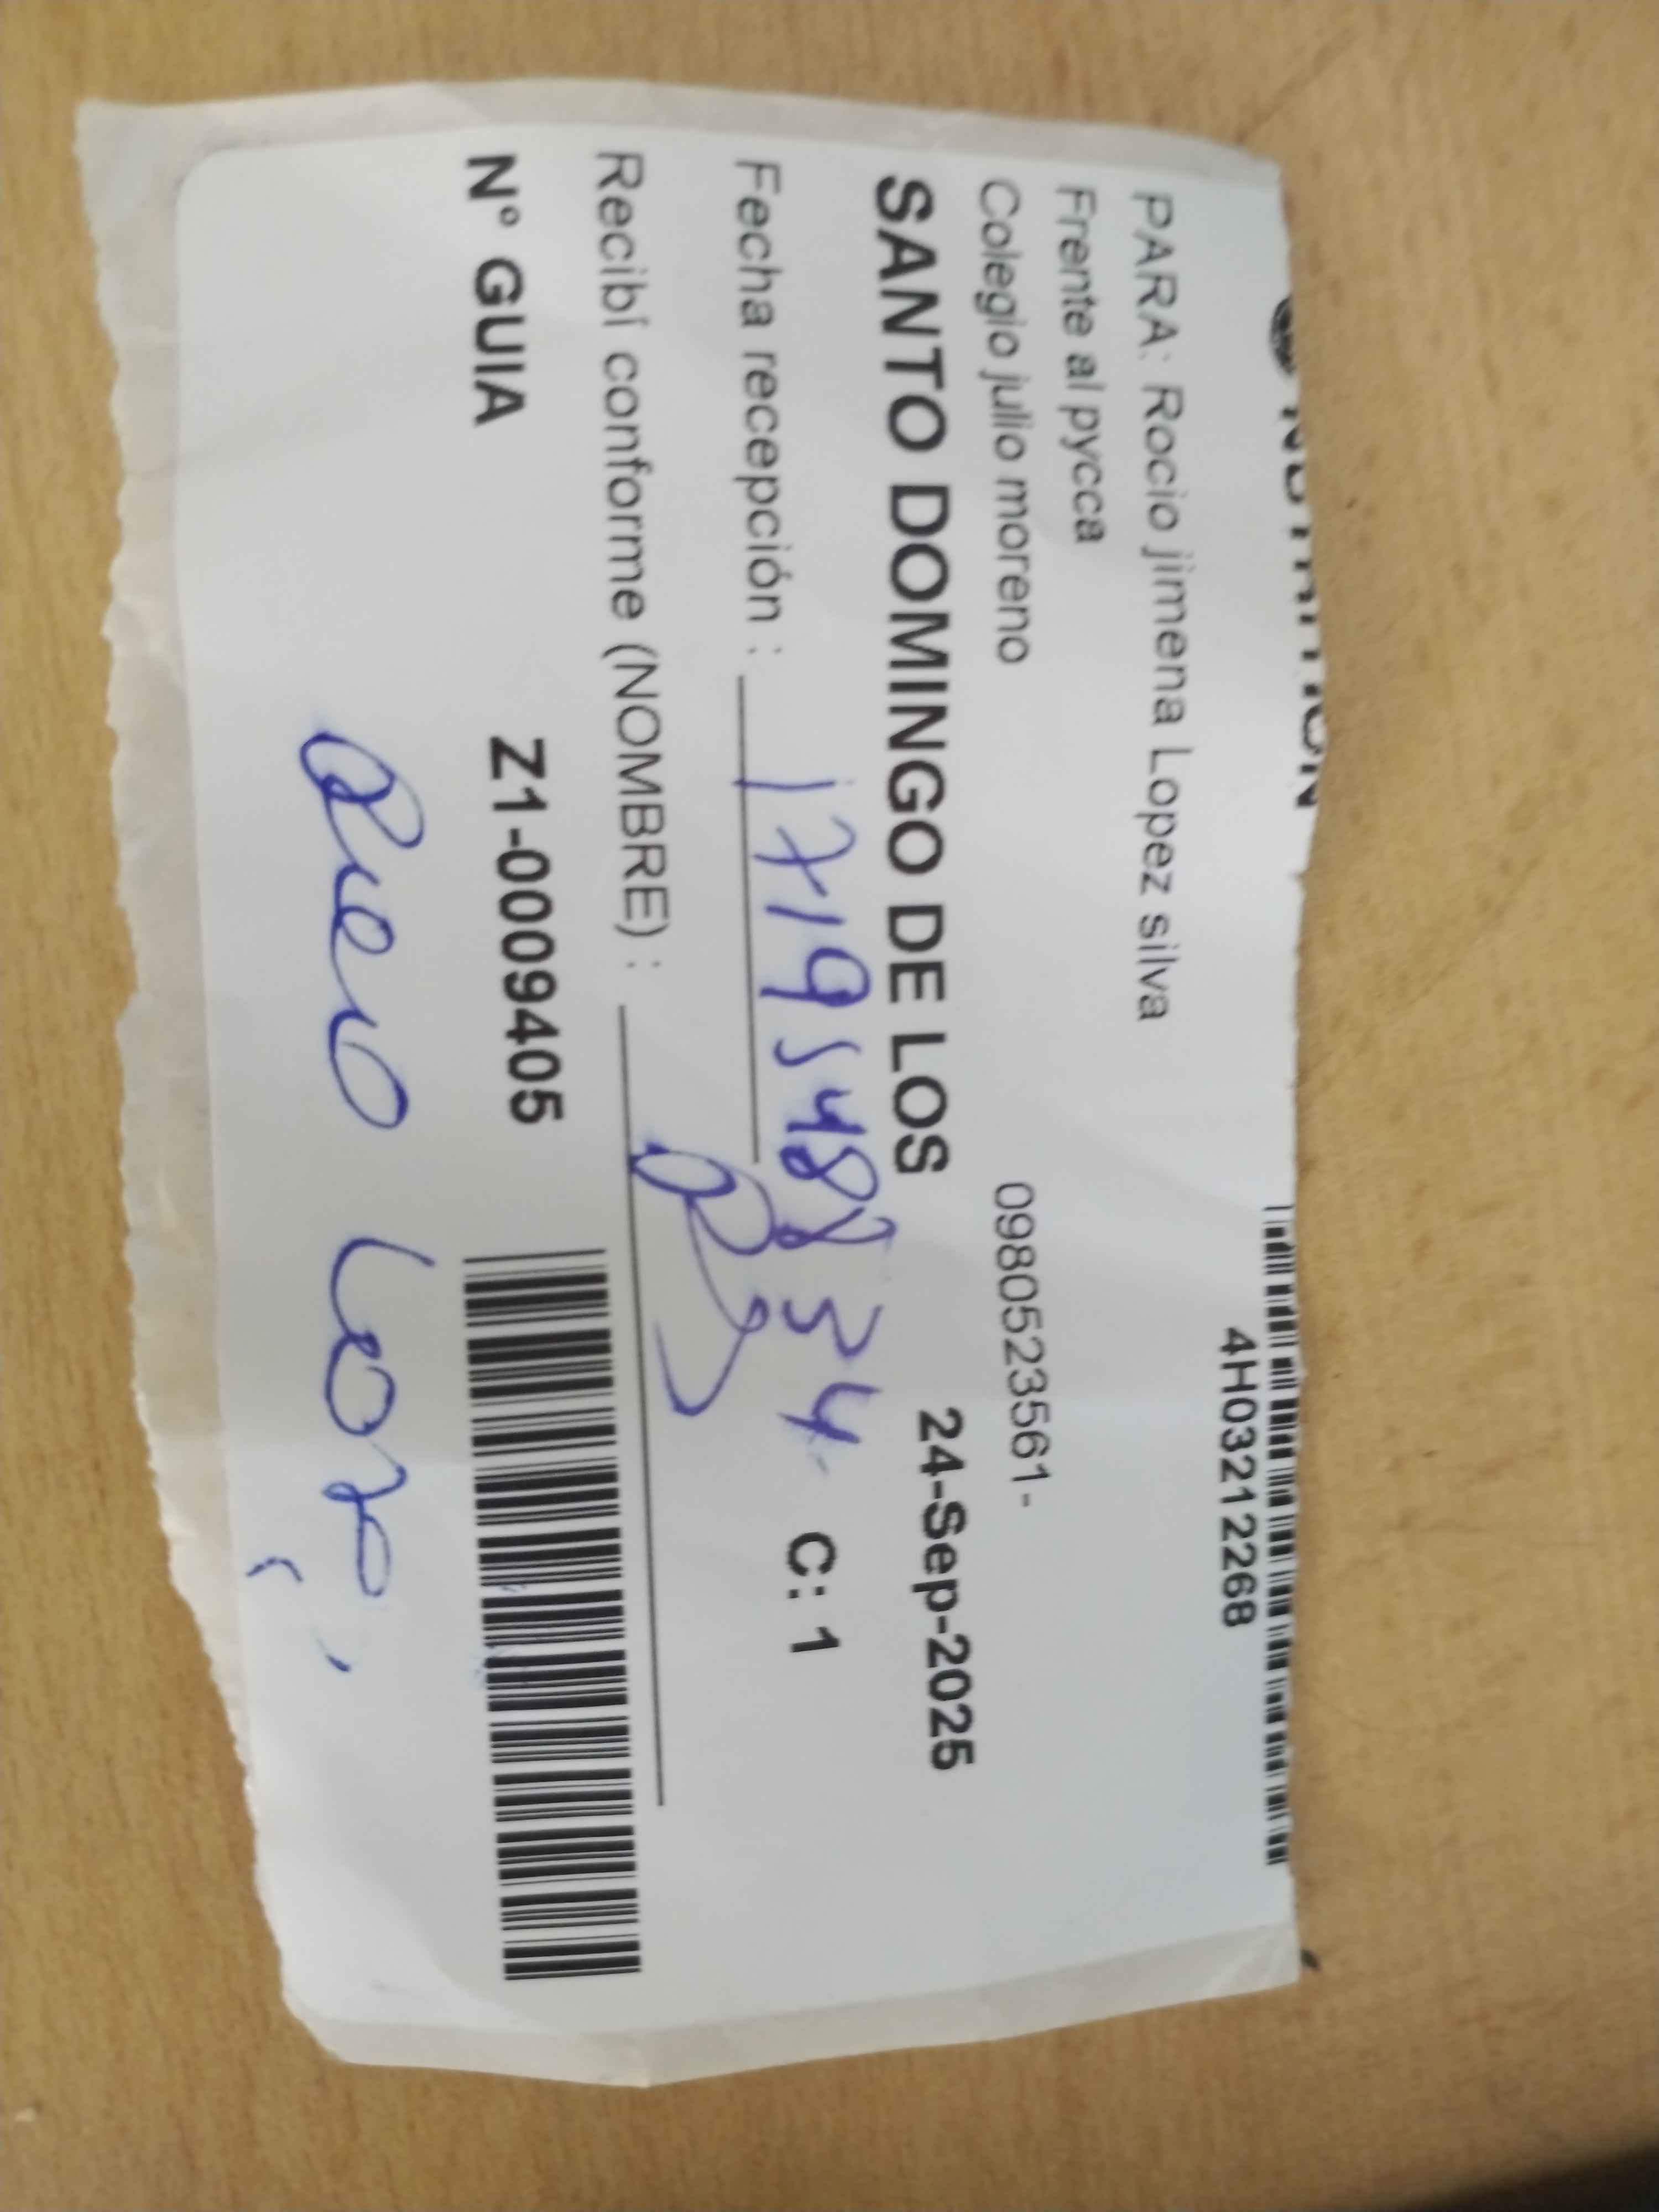 4H03212268
PARA: Rocio jimena Lopez silva
Frente al pycca
Colegio julio moreno 0980523561-
SANTO DOMINGO DE LOS 24-Sep-2025
Fecha recepción : C: 1
Recibí conforme (NOMBRE) :
N° GUIA Z1-0009405